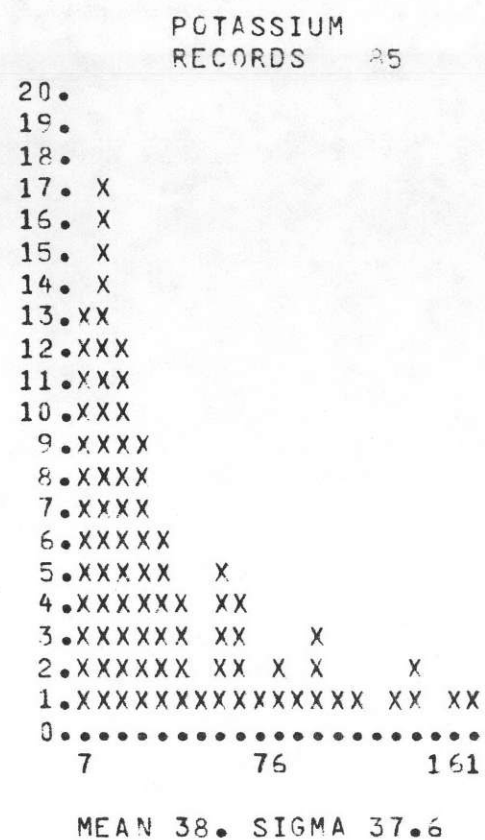 POTASSIUM
RECORDS 85
20.
19.
18.
17. X
16. X
15. X
14. X
13.XX
12.XXX
11.XXX
10.XXX
9.XXXX
8.XXXX
7.XXXX
6.XXXXX
5.XXXXX X
4.XXXXXX XX
3.XXXXXX XX X
2.XXXXXX XX X X X
1.XXXXXXXXXXXXXXX XX XX
0......................
7 76 161
MEAN 38. SIGMA 37.6